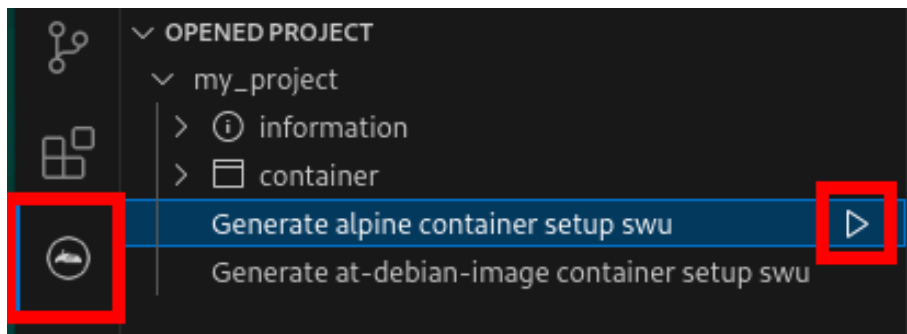 OPENED PROJECT
my_project
information
container
Generate alpine container setup swu
Generate at-debian-image container setup swu